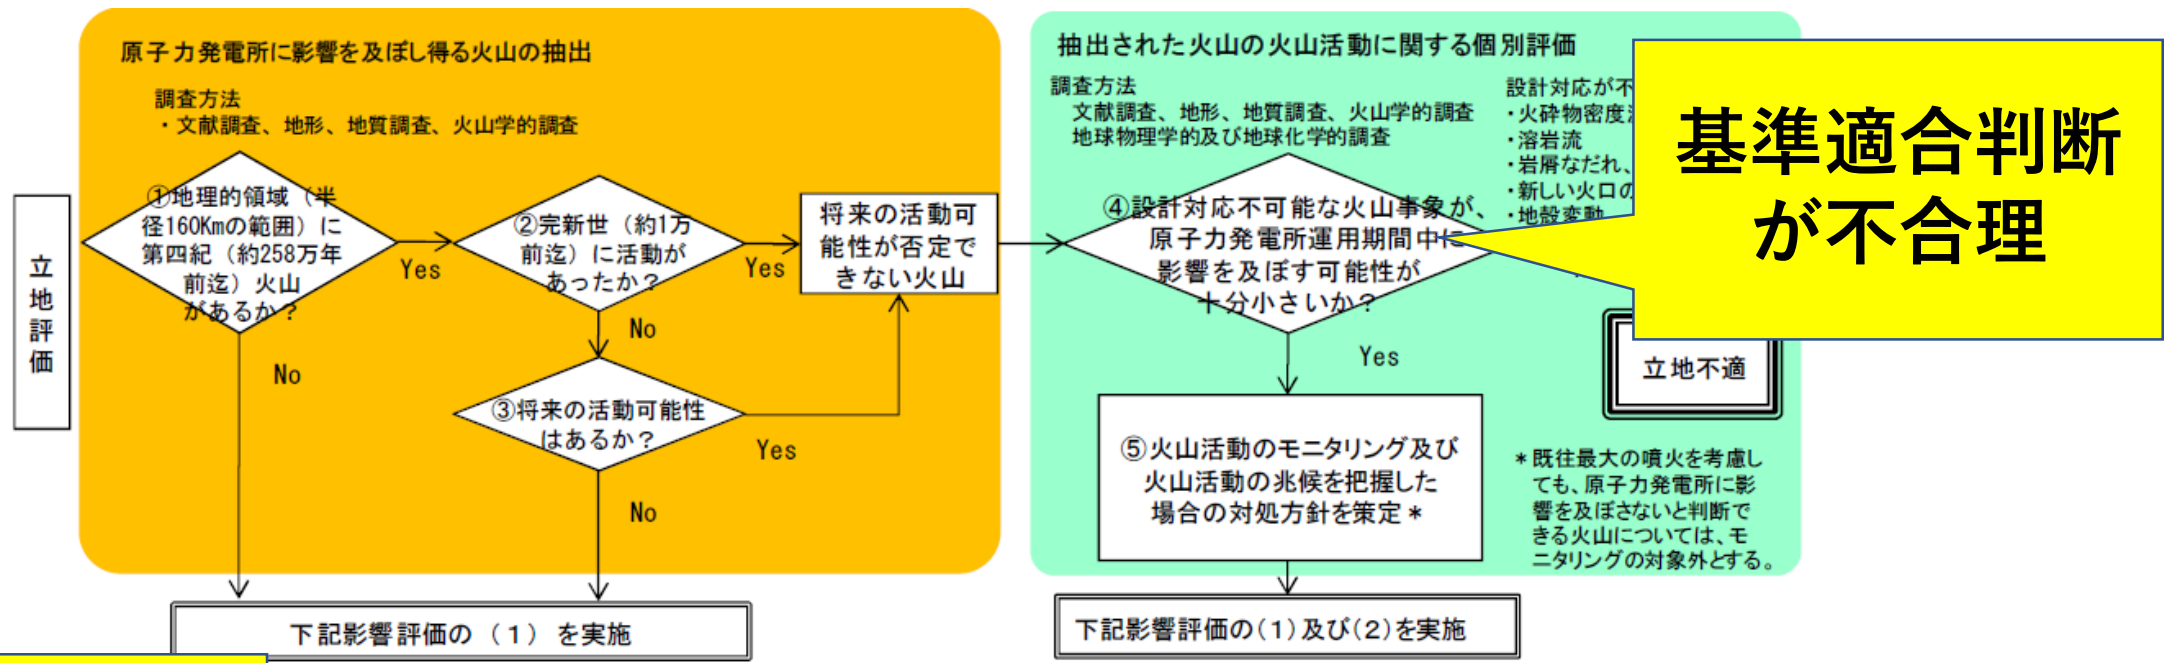 原子力発電所に影響を及ぼし得る火山の抽出
調査方法
・文献調査、地形、地質調査、火山学的調査
立地評価
①地理的領域（半
径160Kmの範囲）に
第四紀（約258万年
前迄）火山
があるか？
Yes
No
②完新世（約1万
前迄）に活動が
あったか？
Yes
No
③将来の活動可能性
はあるか？
Yes
No
将来の活動可
能性が否定で
きない火山
下記影響評価の（１）を実施
抽出された火山の火山活動に関する個別評価
調査方法
文献調査、地形、地質調査、火山学的調査
地球物理学的及び地球化学的調査
設計対応が不
・火砕物密度
・溶岩流
・岩屑なだれ、
・新しい火口の
・地殻変動
④設計対応不可能な火山事象が、
原子力発電所運用期間中に
影響を及ぼす可能性が
十分小さいか？
Yes
基準適合判断
が不合理
立地不適
⑤火山活動のモニタリング及び
火山活動の兆候を把握した
場合の対処方針を策定＊
＊既往最大の噴火を考慮し
ても、原子力発電所に影
響を及ぼさないと判断で
きる火山については、モ
ニタリングの対象外とする。
下記影響評価の(１)及び(２)を実施